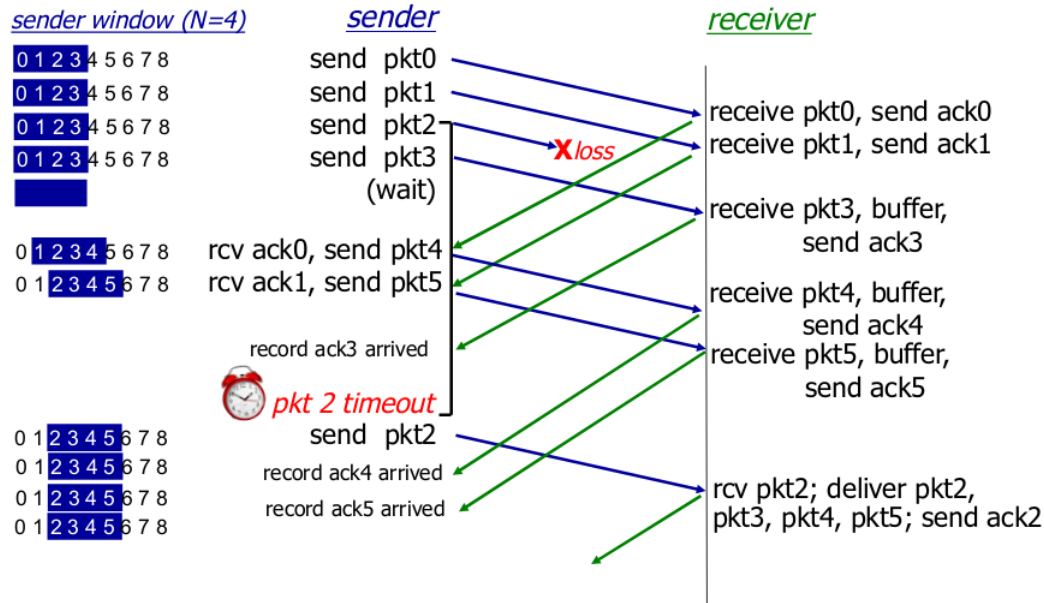 sender window (N=4) sender receiver
0 1 2 3 4 5 6 7 8 send pkt0
0 1 2 3 4 5 6 7 8 send pkt1
0 1 2 3 4 5 6 7 8 send pkt2
0 1 2 3 4 5 6 7 8 send pkt3
(wait)
X loss
receive pkt0, send ack0
receive pkt1, send ack1
receive pkt3, buffer,
send ack3
0 1 2 3 4 5 6 7 8 rcv ack0, send pkt4
0 1 2 3 4 5 6 7 8 rcv ack1, send pkt5
receive pkt4, buffer,
send ack4
record ack3 arrived
receive pkt5, buffer,
send ack5
pkt 2 timeout
0 1 2 3 4 5 6 7 8 send pkt2
0 1 2 3 4 5 6 7 8 record ack4 arrived
0 1 2 3 4 5 6 7 8 record ack5 arrived
0 1 2 3 4 5 6 7 8
rcv pkt2; deliver pkt2,
pkt3, pkt4, pkt5; send ack2